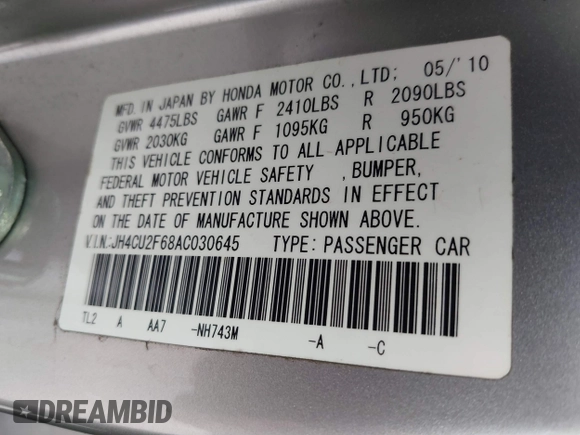 MFD. IN JAPAN BY HONDA MOTOR CO.,LTD; 05/'10
GVWR 4475LBS GAWR F 2410LBS R 2090LBS
GVWR 2030KG GAWR F 1095KG R 950KG
THIS VEHICLE CONFORMS TO ALL APPLICABLE
FEDERAL MOTOR VEHICLE SAFETY , BUMPER,
AND THEFT PREVENTION STANDARDS IN EFFECT
ON THE DATE OF MANUFACTURE SHOWN ABOVE.
V.I.N.:JH4CU2F68AC030645 TYPE: PASSENGER CAR
TL2 A AA7 -NH743M -A -C
DREAMBID